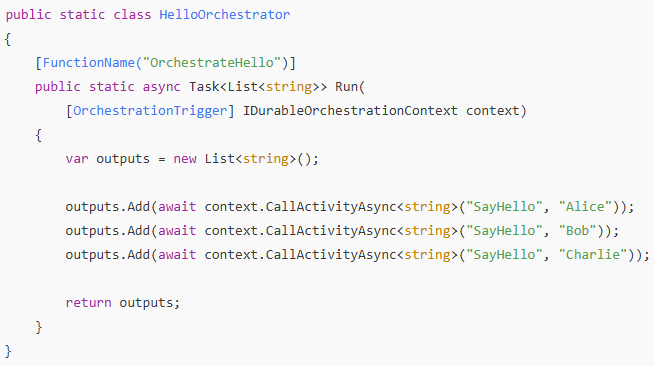 public static class HelloOrchestrator
{
    [FunctionName("OrchestrateHello")]
    public static async Task<List<string>> Run(
        [OrchestrationTrigger] IDurableOrchestrationContext context)
    {
        var outputs = new List<string>();

        outputs.Add(await context.CallActivityAsync<string>("SayHello", "Alice"));
        outputs.Add(await context.CallActivityAsync<string>("SayHello", "Bob"));
        outputs.Add(await context.CallActivityAsync<string>("SayHello", "Charlie"));

        return outputs;
    }
}